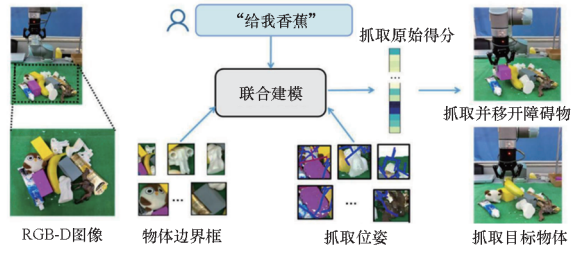 “给我香蕉”
抓取原始得分
联合建模
抓取并移开障碍物
RGB-D图像
物体边界框
抓取位姿
抓取目标物体